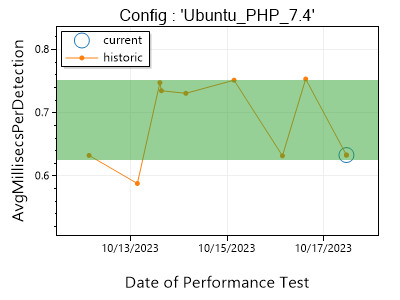 Config : 'Ubuntu_PHP_7.4'
current
historic
0.8
0.7
0.6
AvgMillisecsPerDetection
10/13/2023
10/15/2023
10/17/2023
Date of Performance Test